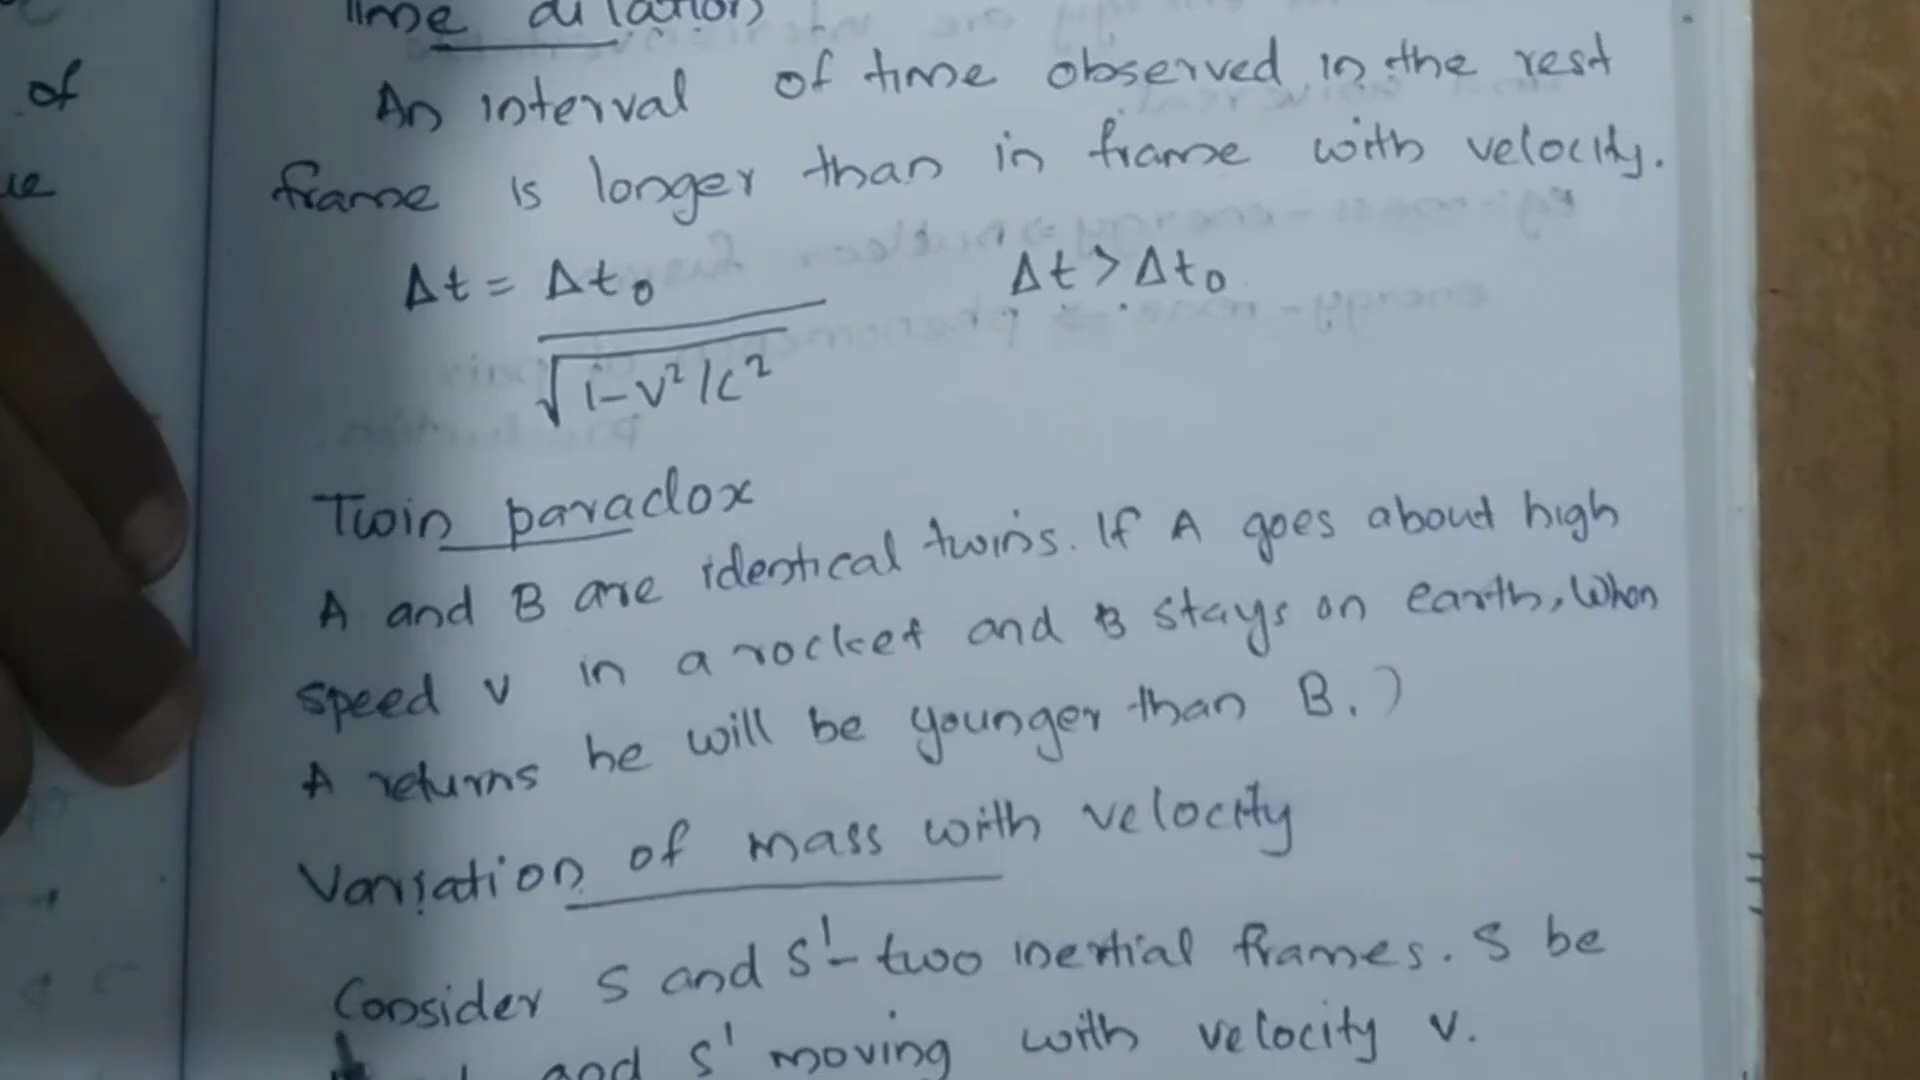 of
Time dilation
An interval of time observed in the rest
frame is longer than in frame with velocity.
Δt = Δt₀ Δt > Δt₀
√1-v²/c²
Twin paradox
A and B are identical twins. If A goes about high
speed v in a rocket and B stays on earth, When
A returns he will be younger than B.)
Variation of mass with velocity
Consider S and S' - two inertial frames. S be
and S' moving with velocity v.